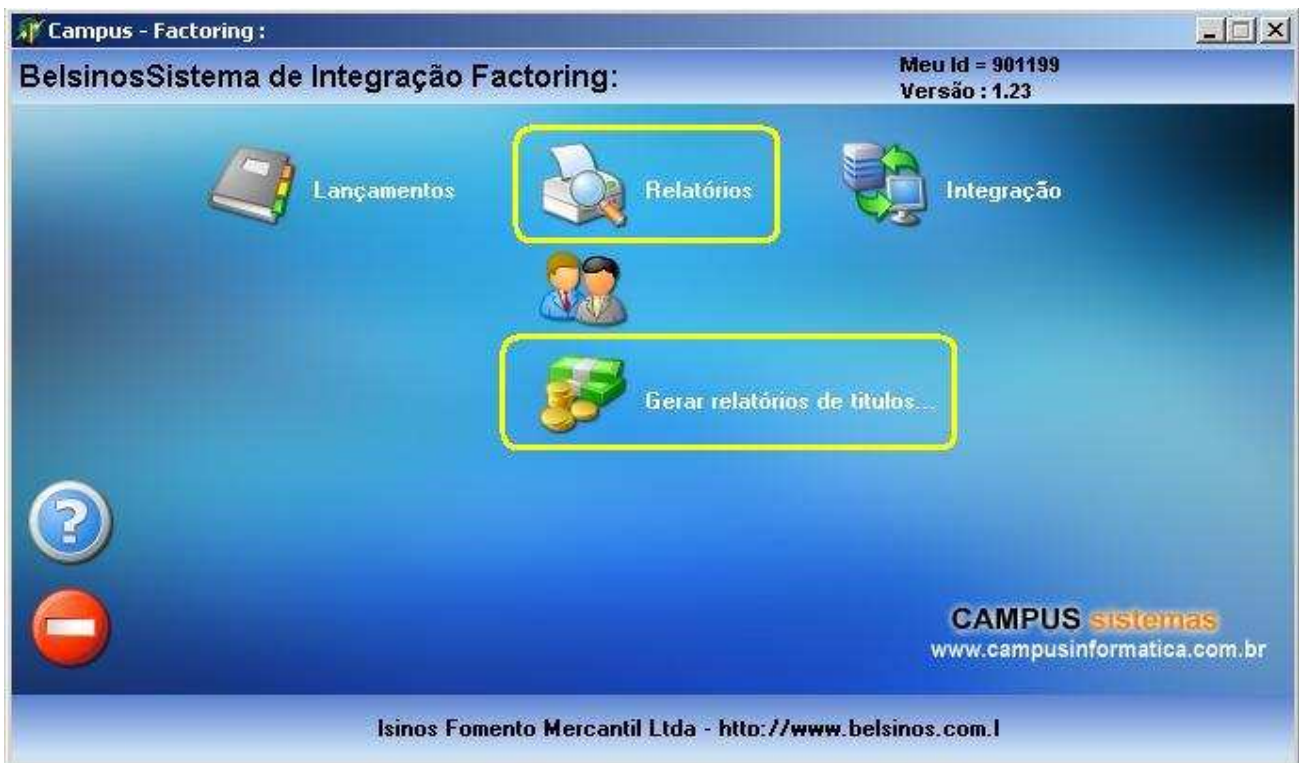 Campus - Factoring :
BelsinosSistema de Integração Factoring:
Meu Id = 901199
Versão : 1.23
Lançamentos
Relatórios
Integração
Gerar relatórios de titulos...
CAMPUS sistemas
www.campusinformatica.com.br
lsinos Fomento Mercantil Ltda - http://www.belsinos.com.l